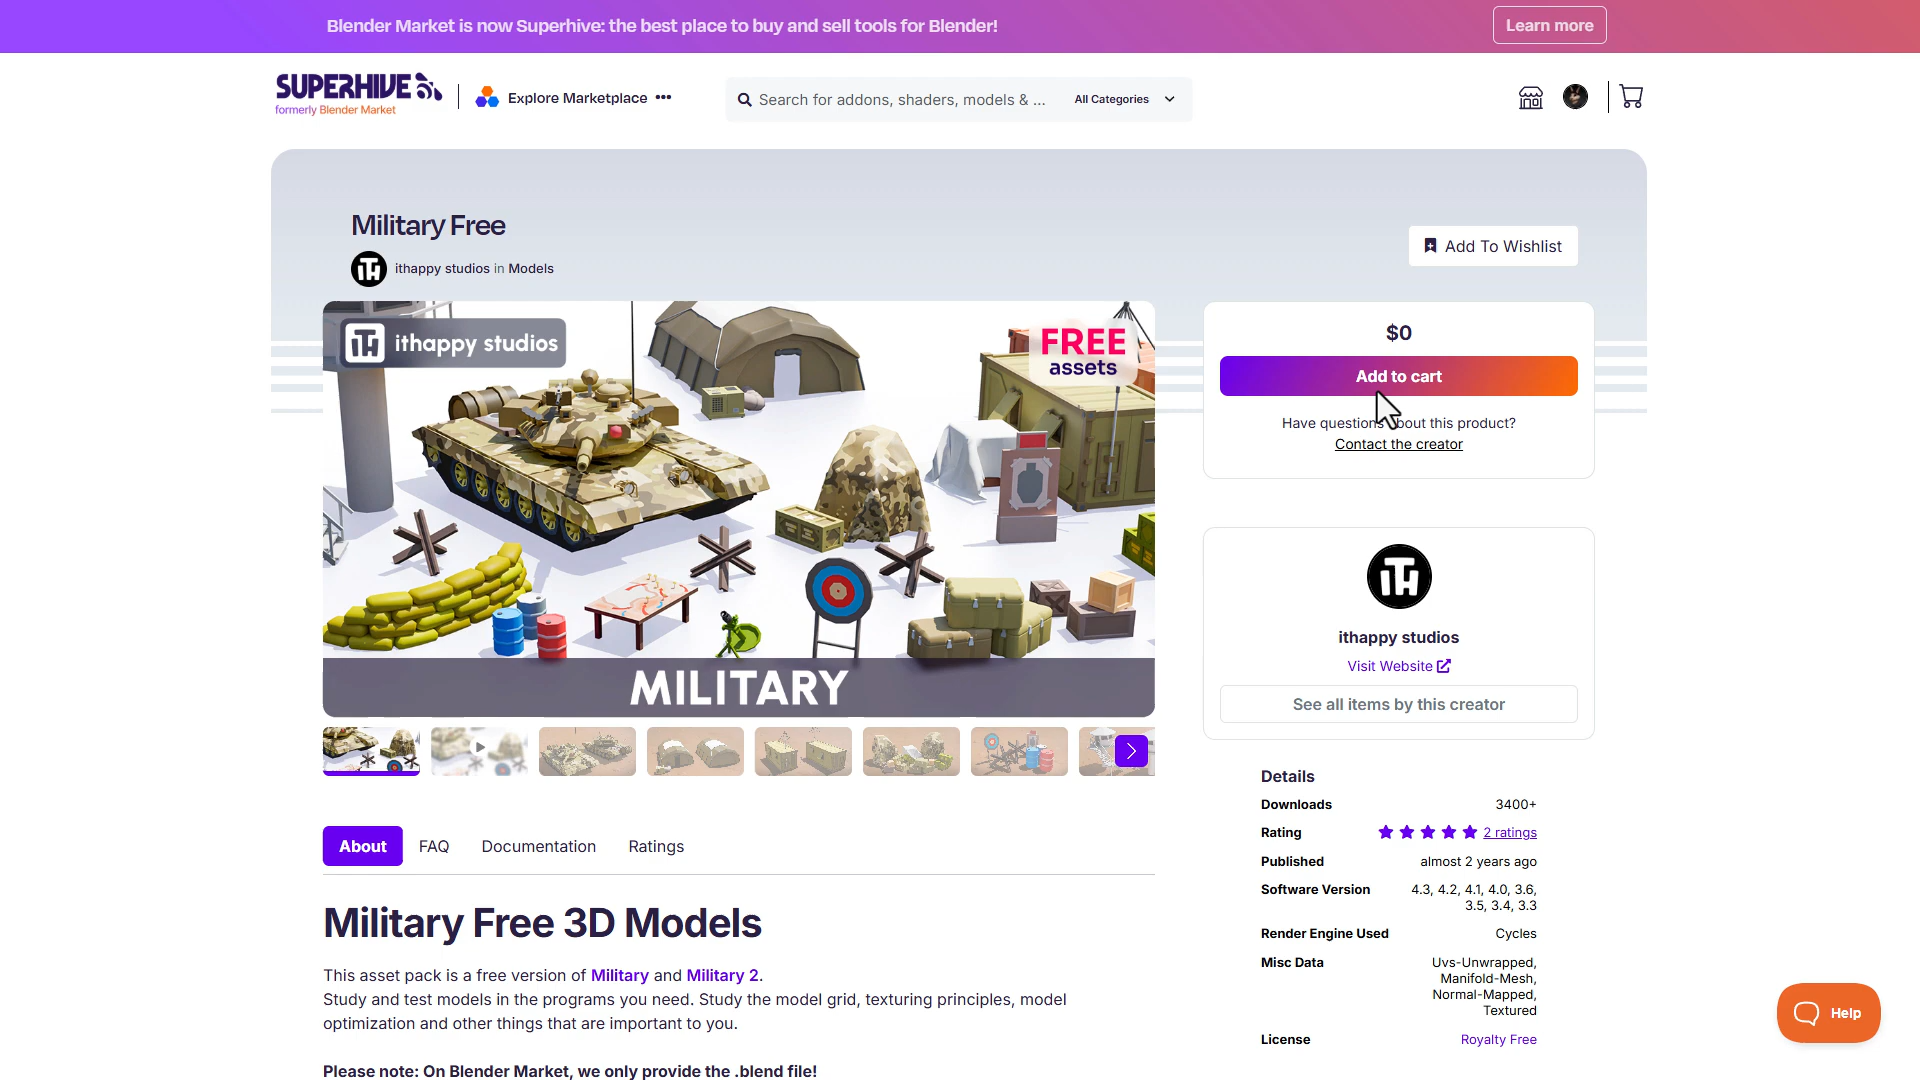 Blender Market is now Superhive: the best place to buy and sell tools for Blender!
Learn more
SUPERHIVE
formerly Blender Market
Explore Marketplace •••
Search for addons, shaders, models & ...
All Categories
Military Free
ithappy studios in Models
Add To Wishlist
ithappy studios
FREE
assets
MILITARY
$0
Add to cart
Have questions about this product?
Contact the creator
ithappy studios
Visit Website
See all items by this creator
Details
Downloads 3400+
Rating 2 ratings
Published almost 2 years ago
Software Version 4.3, 4.2, 4.1, 4.0, 3.6,
3.5, 3.4, 3.3
Render Engine Used Cycles
Misc Data Uvs-Unwrapped,
Manifold-Mesh,
Normal-Mapped,
Textured
License Royalty Free
About
FAQ
Documentation
Ratings
Military Free 3D Models
This asset pack is a free version of Military and Military 2.
Study and test models in the programs you need. Study the model grid, texturing principles, model
optimization and other things that are important to you.
Please note: On Blender Market, we only provide the .blend file!
Help